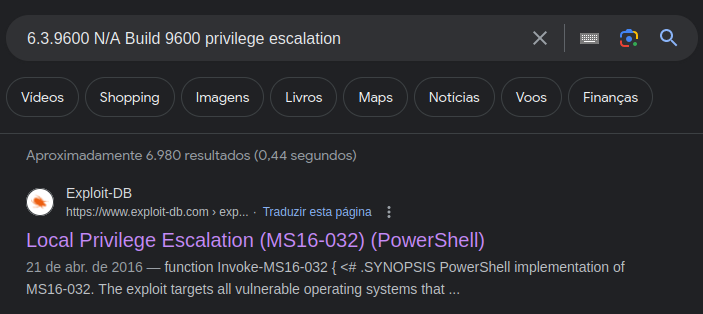 6.3.9600 N/A Build 9600 privilege escalation
Vídeos Shopping Imagens Livros Maps Notícias Voos Finanças
Aproximadamente 6.980 resultados (0,44 segundos)
Exploit-DB
https://www.exploit-db.com › exp... · Traduzir esta página
Local Privilege Escalation (MS16-032) (PowerShell)
21 de abr. de 2016 — function Invoke-MS16-032 { <# .SYNOPSIS PowerShell implementation of
MS16-032. The exploit targets all vulnerable operating systems that ...